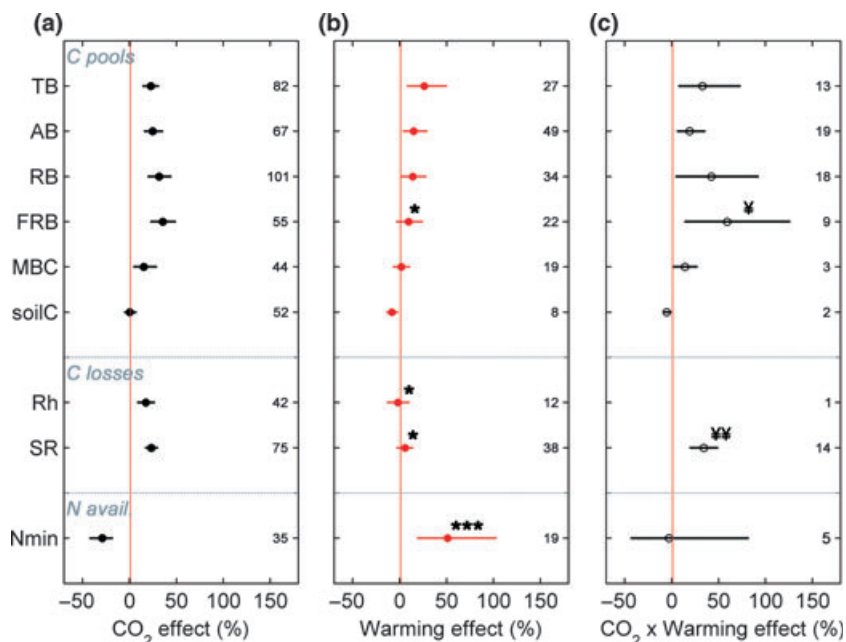 (a) (b) (c)
C pools
TB 82 27 13
AB 67 49 19
RB 101 34 18
FRB 55 * 22 ¥ 9
MBC 44 19 3
soilC 52 8 2
C losses
Rh 42 * 12 1
SR 75 * 38 ¥¥ 14
N avail.
Nmin 35 *** 19 5
−50 0 50 100 150 −50 0 50 100 150 −50 0 50 100 150
CO₂ effect (%) Warming effect (%) CO₂ x Warming effect (%)